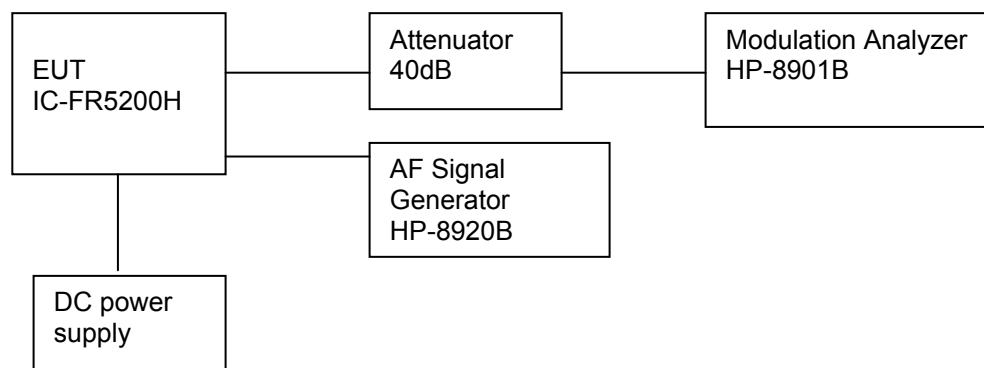 EUT
IC-FR5200H
Attenuator
40dB
Modulation Analyzer
HP-8901B
AF Signal
Generator
HP-8920B
DC power
supply